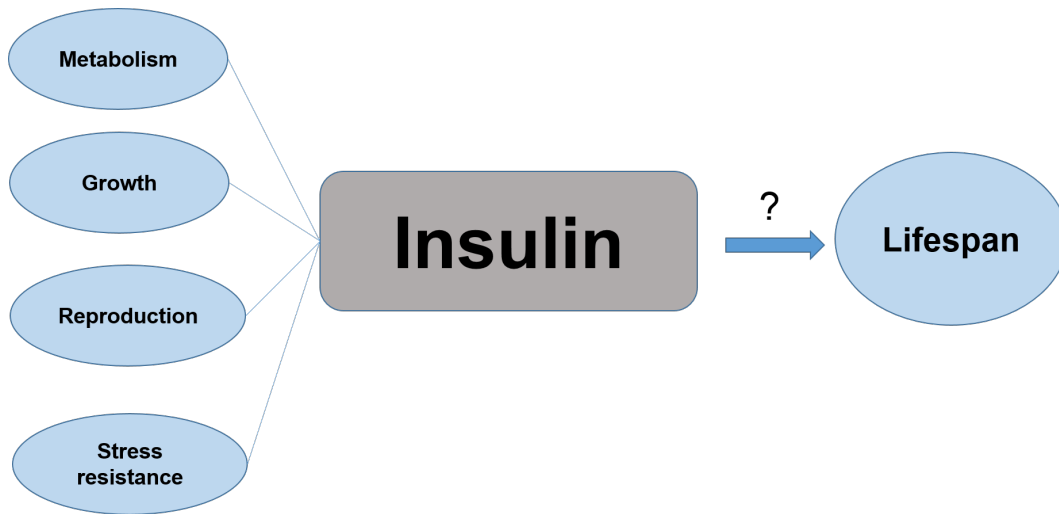 Metabolism
Growth
Reproduction
Stress
resistance
Insulin
?
Lifespan